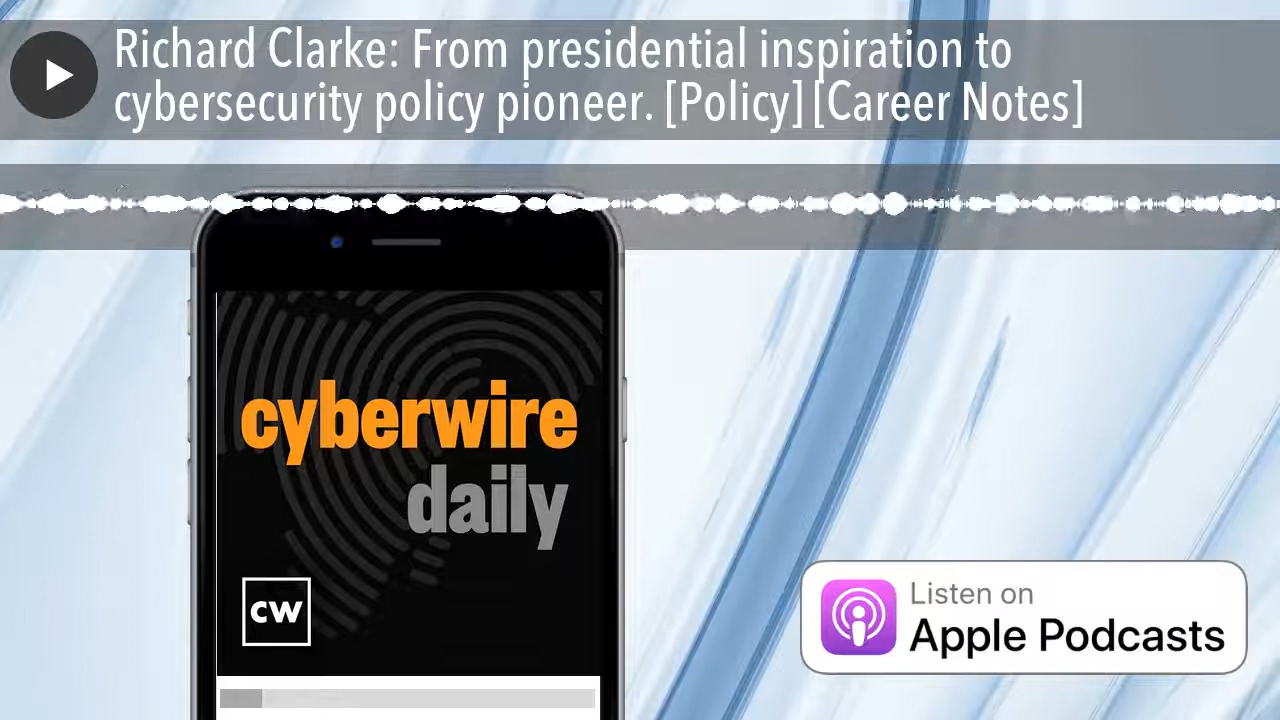 Richard Clarke: From presidential inspiration to
cybersecurity policy pioneer. [Policy] [Career Notes]
cyberwire
daily
CW
Listen on
Apple Podcasts